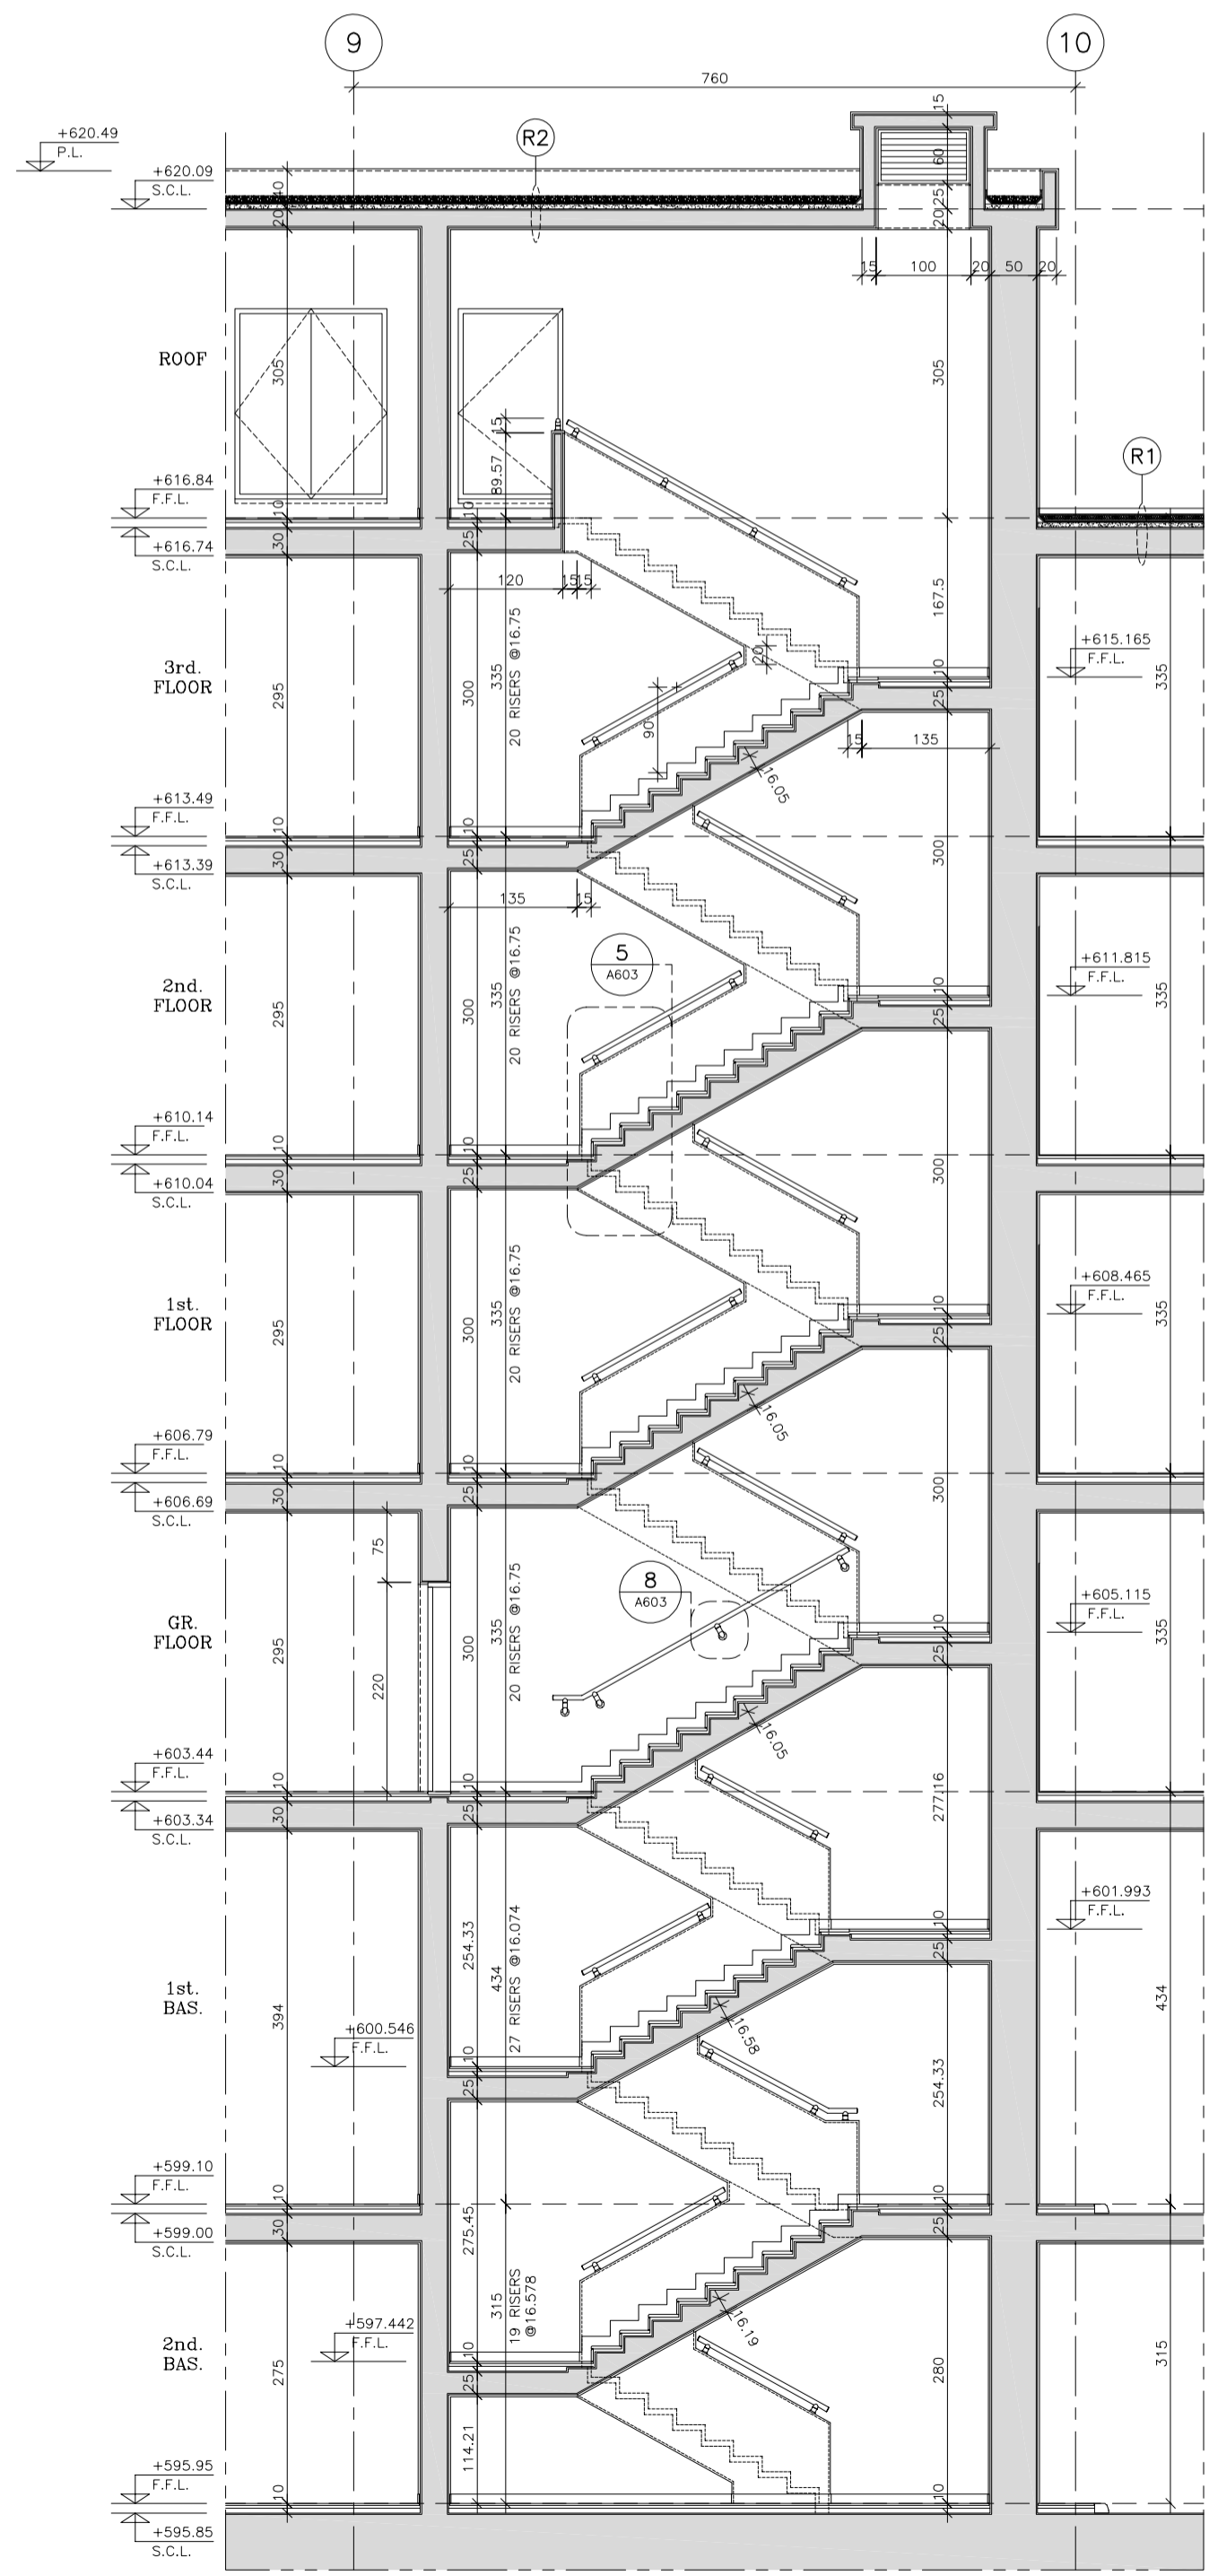 9
10
760
15
+620.49
P.L.
R2
60
+620.09
S.C.L.
40
20
25
20
15
100
20
50
20
ROOF
305
305
15
89.57
R1
+616.84
F.F.L.
10
10
30
25
+616.74
S.C.L.
120
15
15
167.5
20 RISERS @16.75
335
300
3rd.
FLOOR
295
20
10
+615.165
F.F.L.
335
25
90
15
135
16.05
+613.49
F.F.L.
10
10
30
25
+613.39
S.C.L.
300
135
15
5
A603
20 RISERS @16.75
335
300
2nd.
FLOOR
295
10
+611.815
F.F.L.
335
25
+610.14
F.F.L.
10
10
30
25
+610.04
S.C.L.
300
20 RISERS @16.75
335
300
1st.
FLOOR
295
10
+608.465
F.F.L.
335
25
16.05
+606.79
F.F.L.
10
10
30
25
+606.69
S.C.L.
300
75
8
A603
20 RISERS @16.75
335
300
GR.
FLOOR
295
220
10
+605.115
F.F.L.
335
25
16.05
+603.44
F.F.L.
10
10
30
25
+603.34
S.C.L.
277.16
27 RISERS @16.074
434
254.33
10
+601.993
F.F.L.
25
1st.
BAS.
394
434
16.58
+600.546
F.F.L.
10
25
254.33
+599.10
F.F.L.
10
10
30
25
+599.00
S.C.L.
275.45
19 RISERS
@16.578
315
16.19
+597.442
F.F.L.
2nd.
BAS.
275
10
25
280
315
114.21
+595.95
F.F.L.
10
10
+595.85
S.C.L.